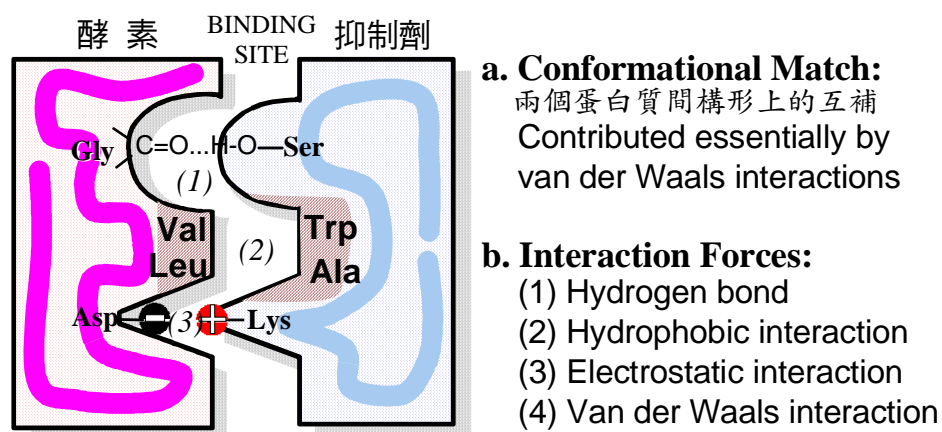 酵 素
BINDING
SITE
抑制劑
Gly C=O...H-O—Ser
(1)
Val
Leu
(2)
Trp
Ala
Asp − (3) + Lys
a. Conformational Match:
兩個蛋白質間構形上的互補
Contributed essentially by
van der Waals interactions
b. Interaction Forces:
(1) Hydrogen bond
(2) Hydrophobic interaction
(3) Electrostatic interaction
(4) Van der Waals interaction